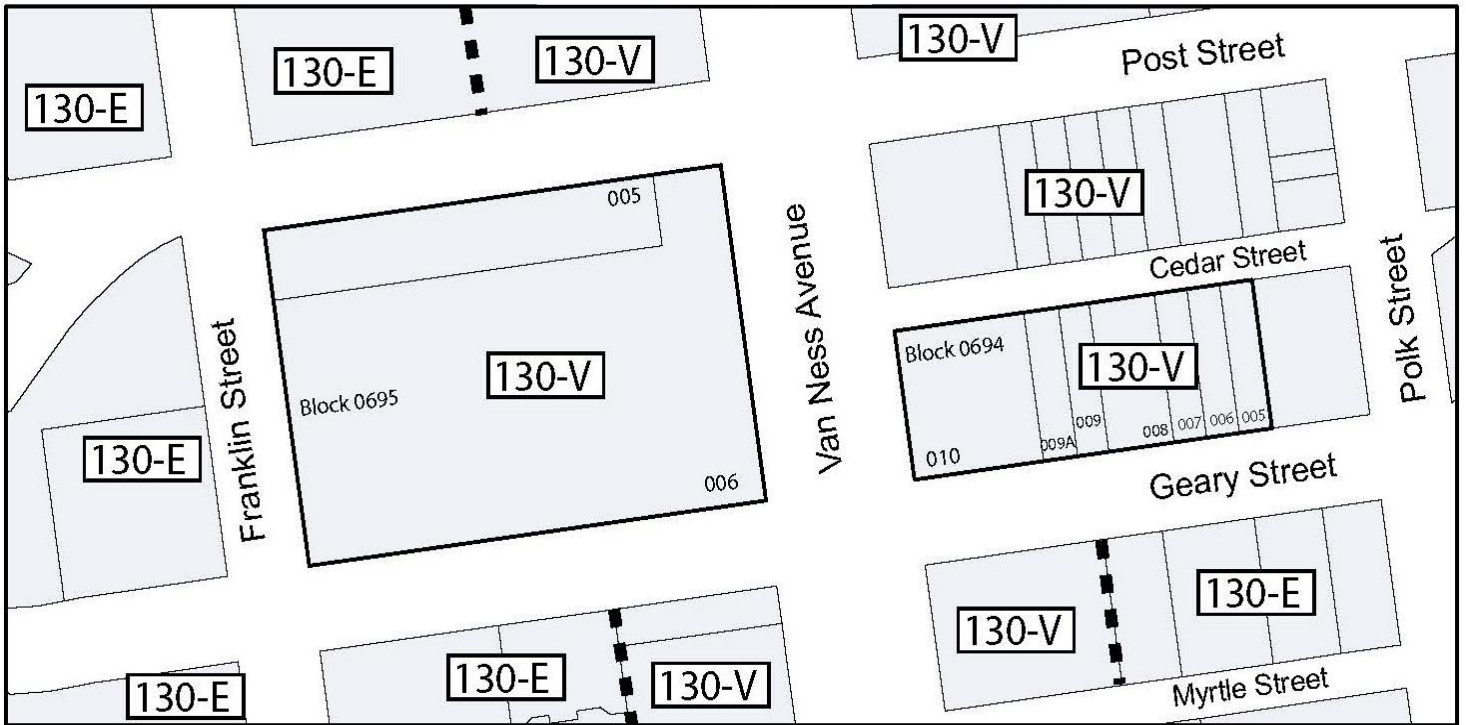 130-V
Post Street
130-E
130-V
130-E
005
130-V
Van Ness Avenue
Cedar Street
Polk Street
Franklin Street
Block 0695
130-V
006
Block 0694
130-V
010
009A
009
008
007
006
005
130-E
Geary Street
130-V
130-E
130-E
130-V
130-E
Myrtle Street